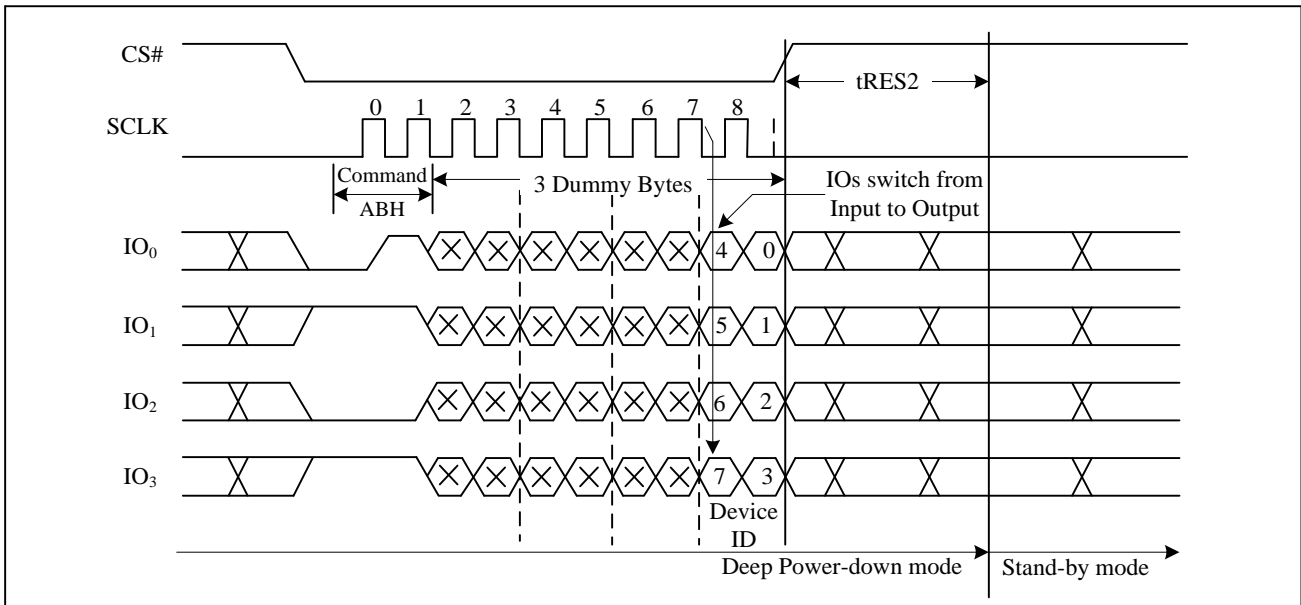 CS#
tRES2
0 1 2 3 4 5 6 7 8
SCLK
Command
ABH
3 Dummy Bytes
IOs switch from
Input to Output
IO0 4 0
IO1 5 1
IO2 6 2
IO3 7 3
Device
ID
Deep Power-down mode Stand-by mode